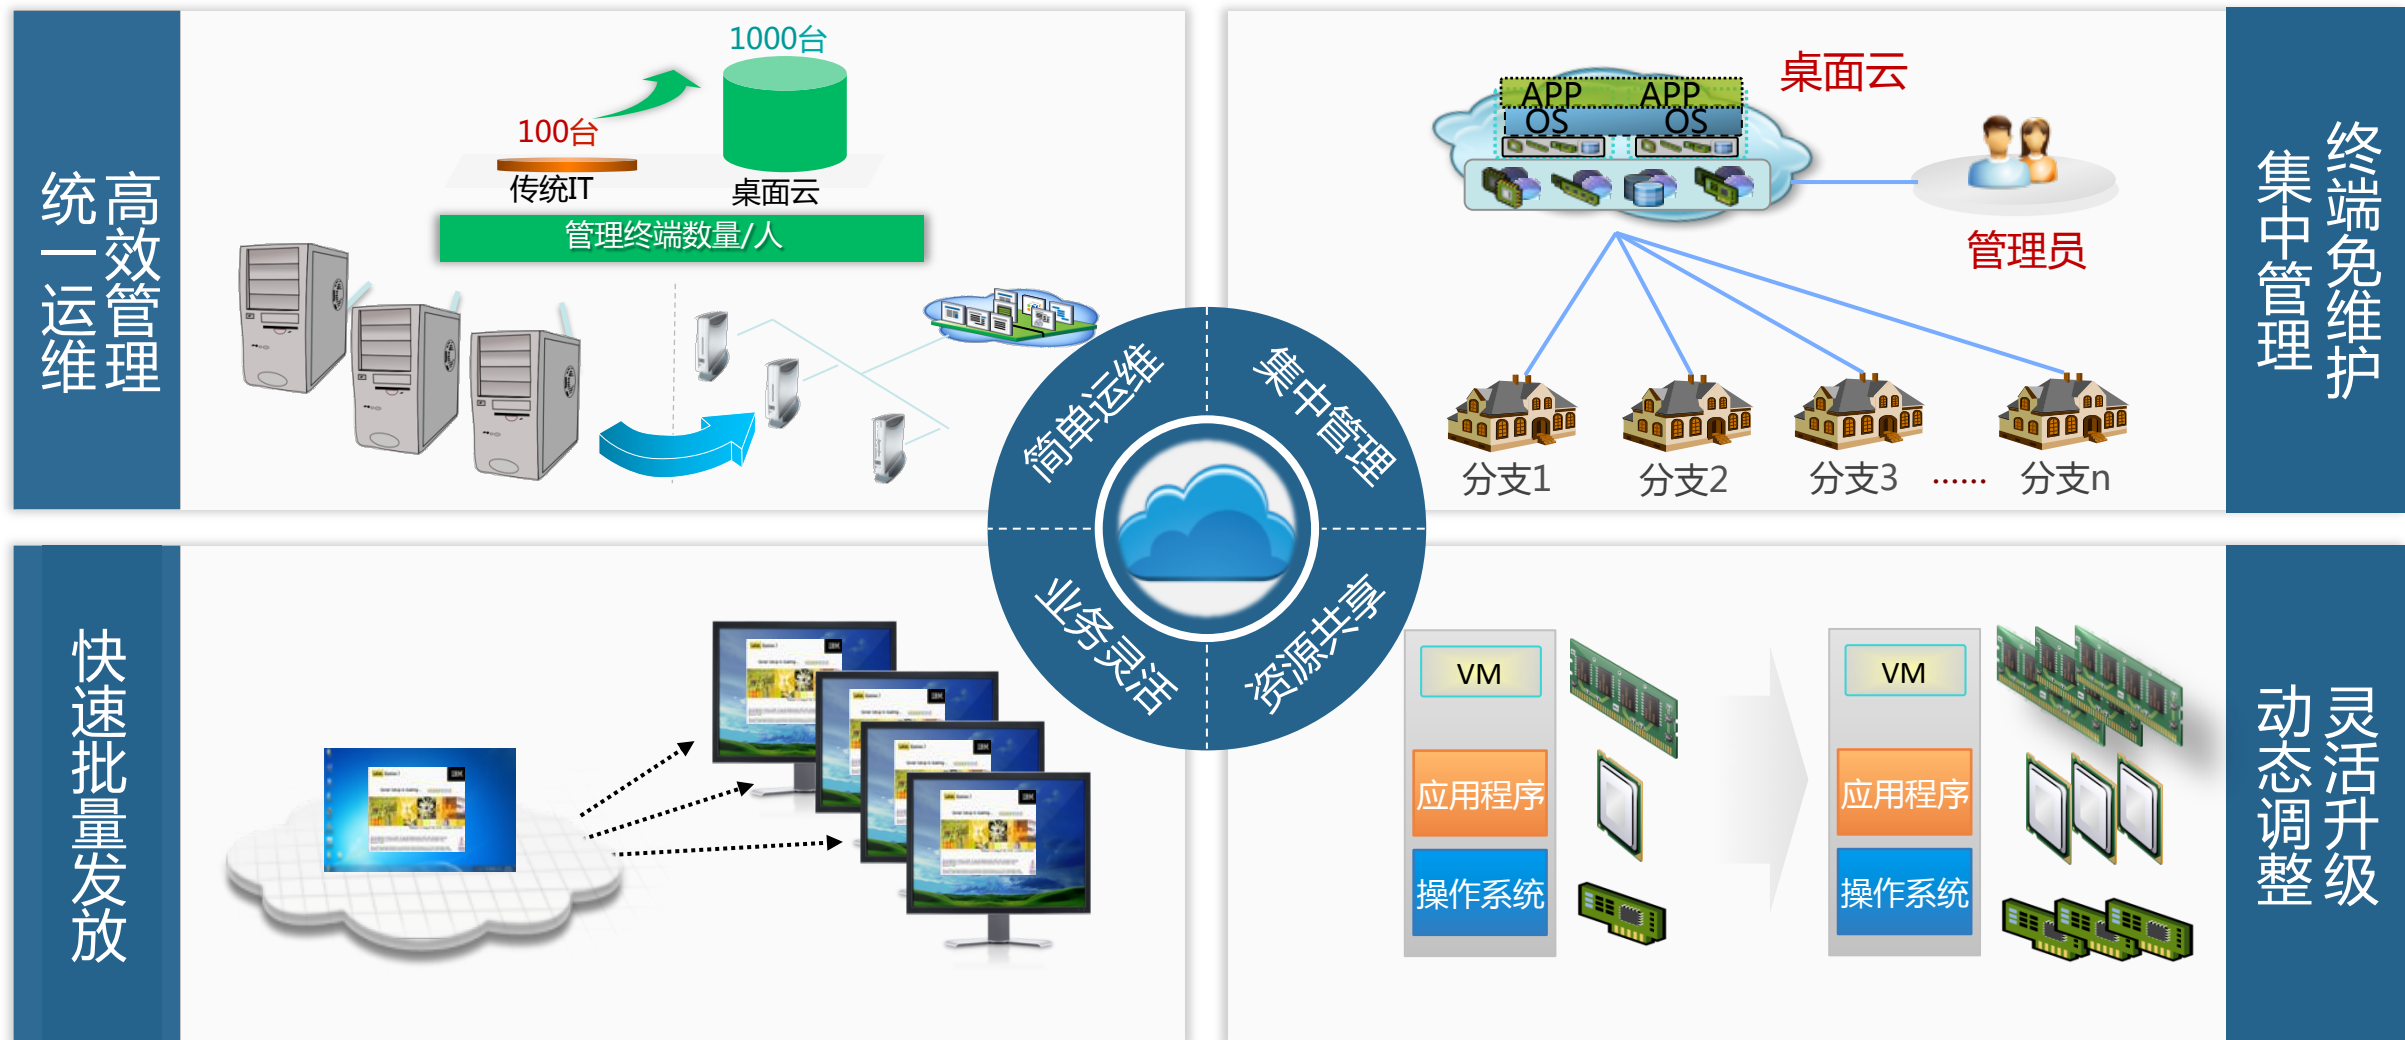 高效管理
统一运维
1000台
100台
传统IT
桌面云
管理终端数量/人
桌面云
APP
APP
OS
OS
管理员
分支1
分支2
分支3
······
分支n
终端免维护
集中管理
简单运维
集中管理
业务灵活
资源共享
快速批量发放
IBM
IBM
IBM
IBM
IBM
VM
应用程序
操作系统
VM
应用程序
操作系统
灵活升级
动态调整